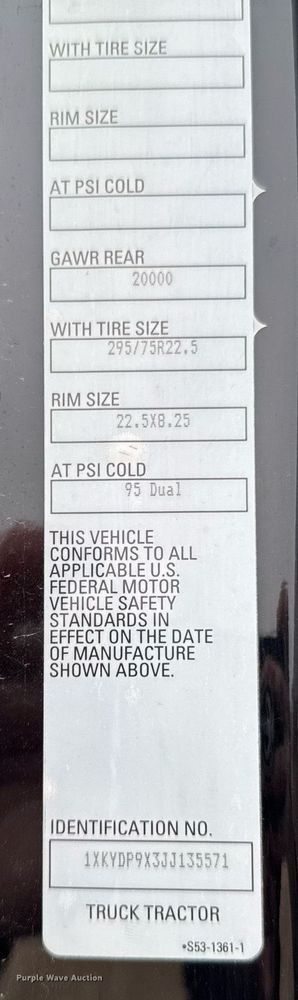 WITH TIRE SIZE
RIM SIZE
AT PSI COLD
GAWR REAR
20000
WITH TIRE SIZE
295/75R22.5
RIM SIZE
22.5X8.25
AT PSI COLD
95 Dual
THIS VEHICLE
CONFORMS TO ALL
APPLICABLE U.S.
FEDERAL MOTOR
VEHICLE SAFETY
STANDARDS IN
EFFECT ON THE DATE
OF MANUFACTURE
SHOWN ABOVE.
IDENTIFICATION NO.
1XKYDP9X3JJ135571
TRUCK TRACTOR
•S53-1361-1
Purple Wave Auction